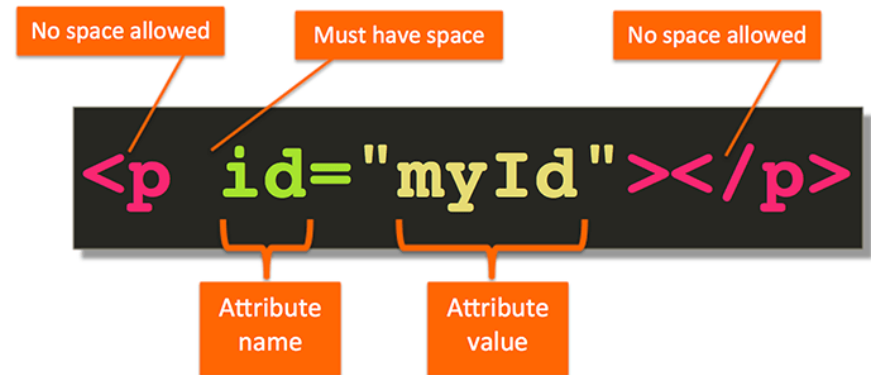 No space allowed
Must have space
No space allowed
<p id="myId"></p>
Attribute
name
Attribute
value